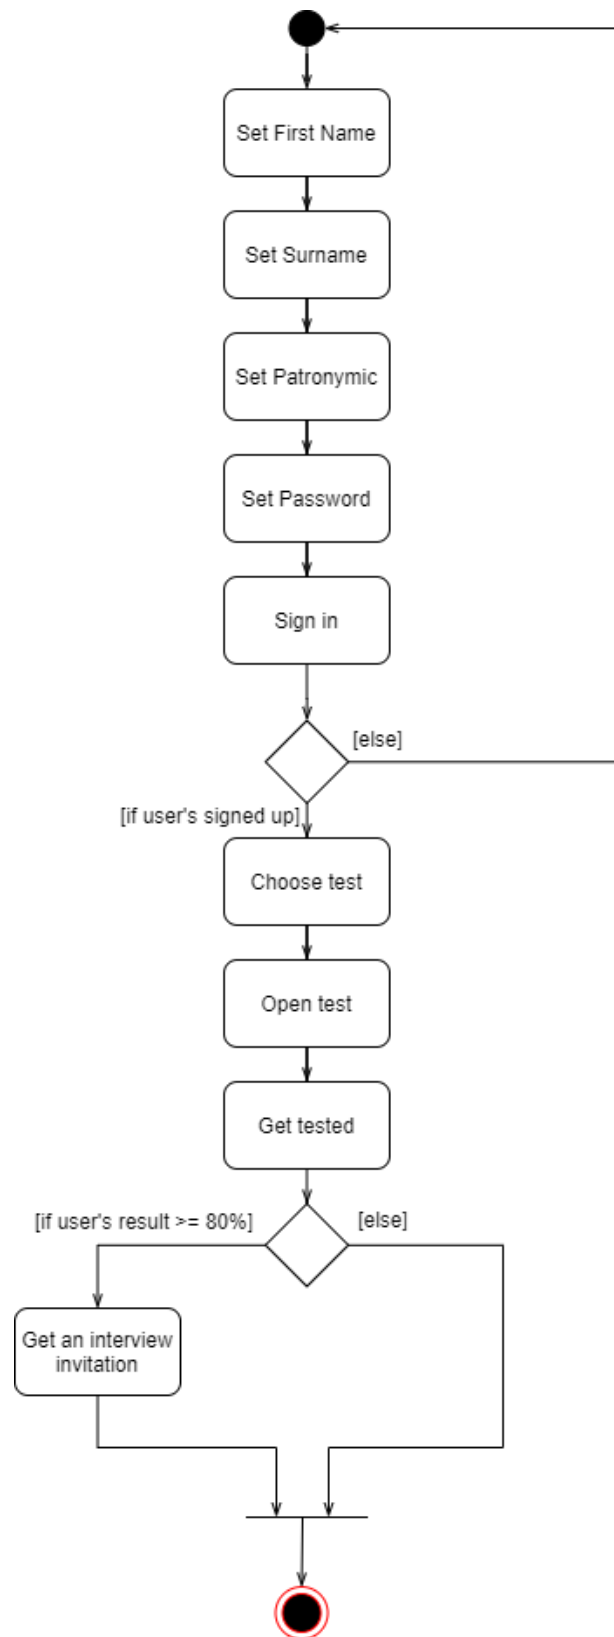 Set First Name
Set Surname
Set Patronymic
Set Password
Sign in
[else]
[if user's signed up]
Choose test
Open test
Get tested
[if user's result >= 80%]
[else]
Get an interview
invitation